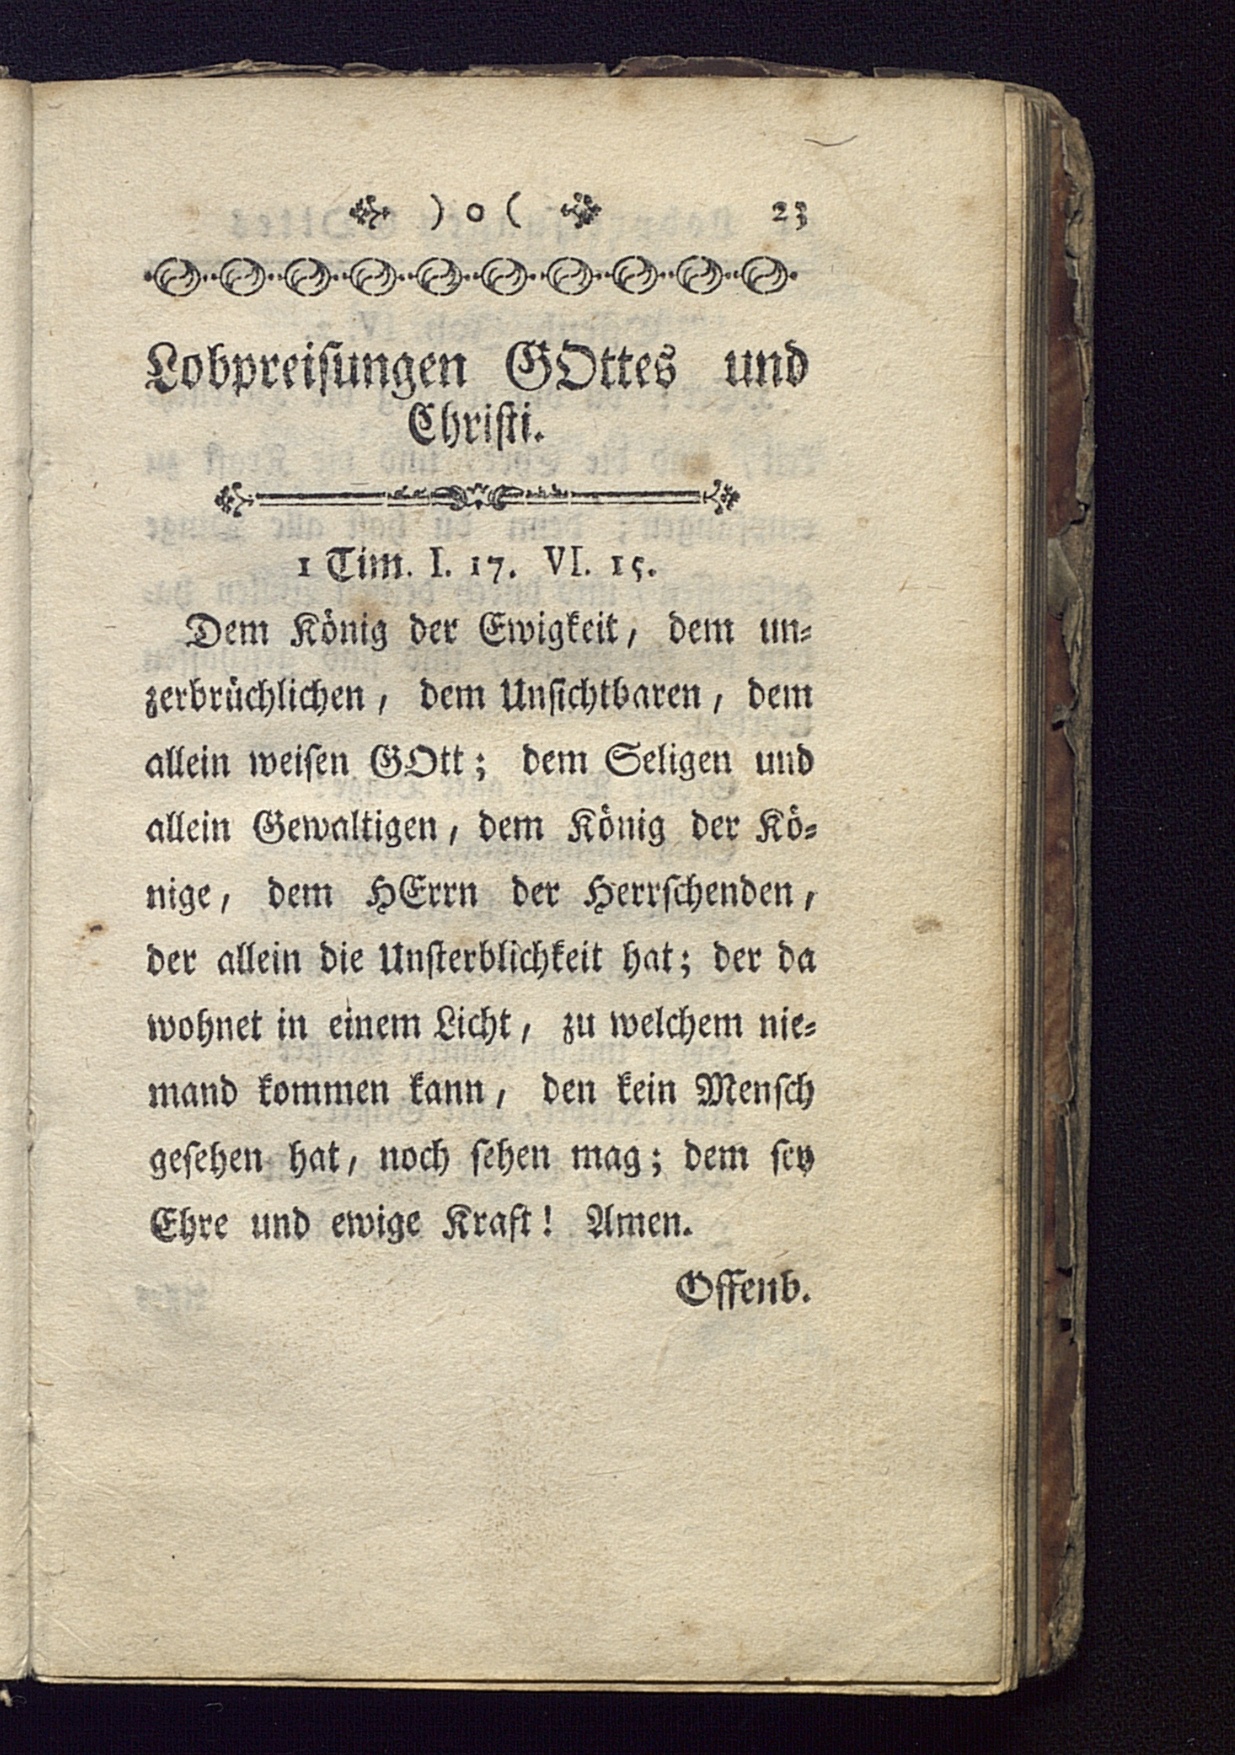 ) o ( 23
Lobpreisungen GOttes und
Christi.
1 Tim. I. 17. VI. 15.
Dem König der Ewigkeit, dem un⸗
zerbrüchlichen, dem Unsichtbaren, dem
allein weisen GOtt; dem Seligen und
allein Gewaltigen, dem König der Kö⸗
nige, dem HErrn der Herrschenden,
der allein die Unsterblichkeit hat; der da
wohnet in einem Licht, zu welchem nie⸗
mand kommen kann, den kein Mensch
gesehen hat, noch sehen mag; dem sey
Ehre und ewige Kraft! Amen.
Offenb.